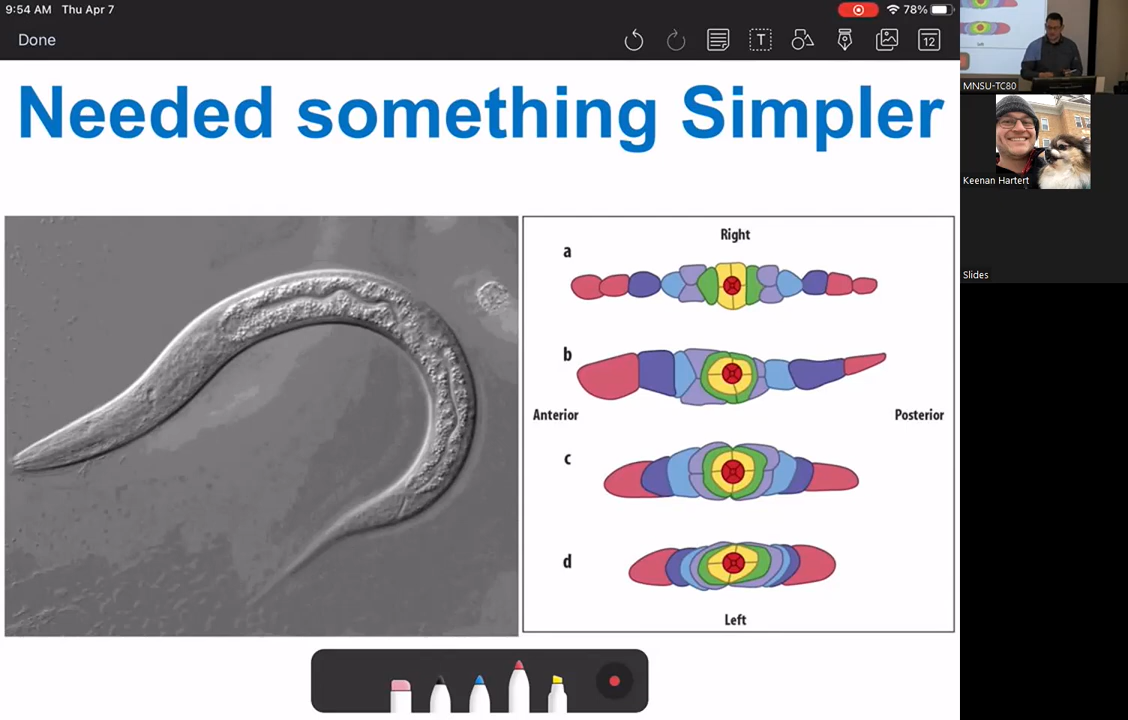 9:54 AM Thu Apr 7
78%
Done
T
12
Needed something Simpler
Right
a
b
Anterior
Posterior
c
d
Left
MNSU-TC80
Keenan Hartert
Slides